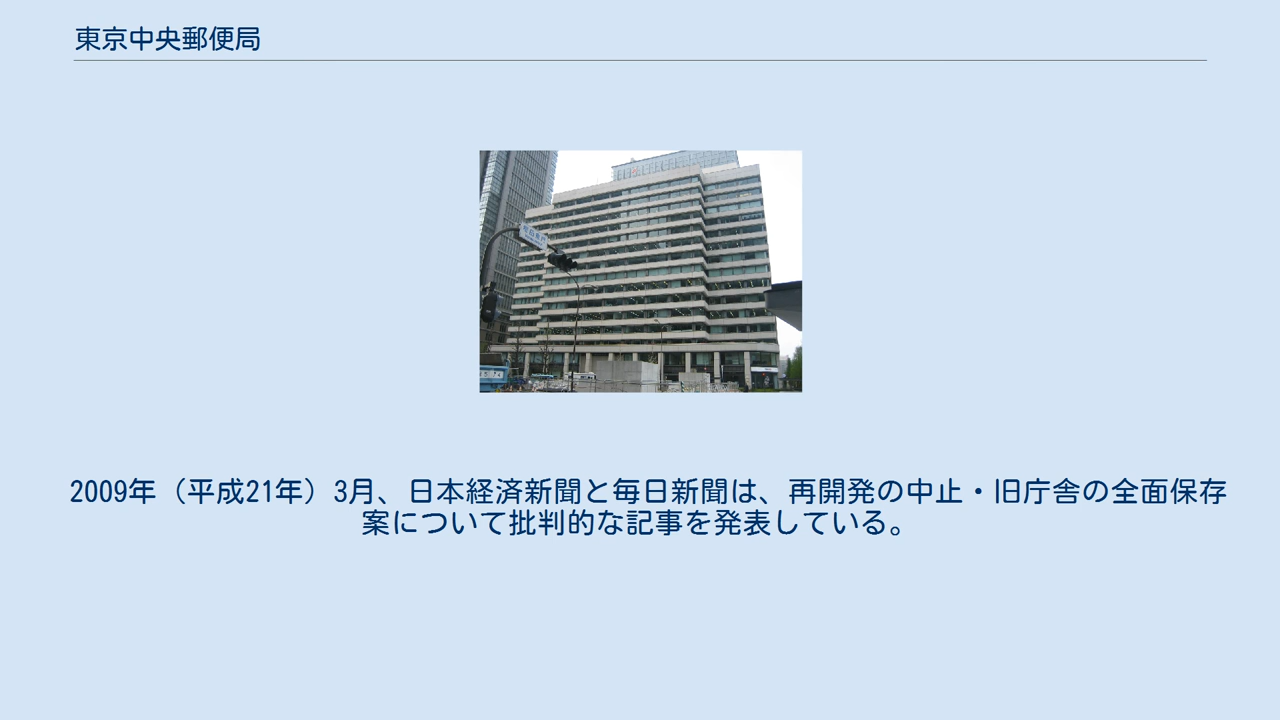 東京中央郵便局
2009年（平成21年）3月、日本経済新聞と毎日新聞は、再開発の中止・旧庁舎の全面保存
案について批判的な記事を発表している。